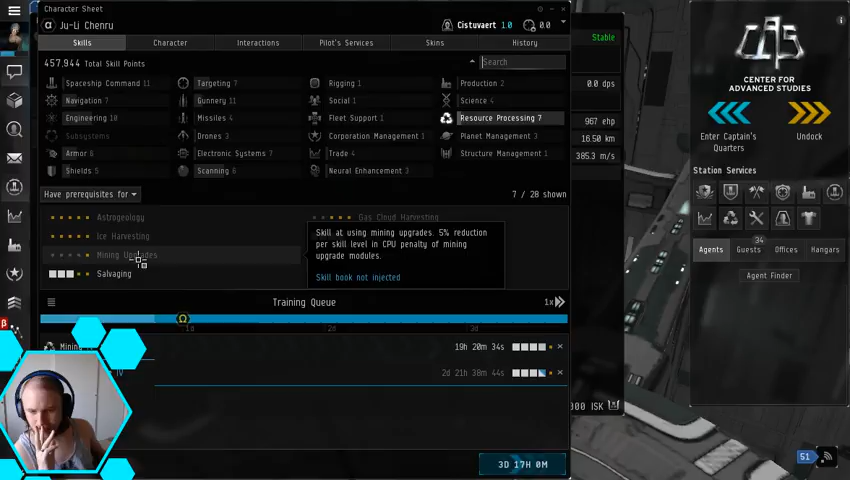 Character Sheet
α Ju-Li Chenru
Cistuvaert 1.0
0.0
Skills
Character
Interactions
Pilot's Services
Skins
History
457,944 Total Skill Points
Search
Spaceship Command 11
Targeting 7
Rigging 1
Production 2
Navigation 7
Gunnery 11
Social 1
Science 4
Engineering 10
Missiles 4
Fleet Support 1
Resource Processing 7
Subsystems
Drones 3
Corporation Management 1
Planet Management 3
Armor 6
Electronic Systems 7
Trade 4
Structure Management 1
Shields 5
Scanning 6
Neural Enhancement 3
Have prerequisites for
7 / 28 shown
Astrogeology
Gas Cloud Harvesting
Ice Harvesting
Mining Upgrades
Salvaging
Skill at using mining upgrades. 5% reduction
per skill level in CPU penalty of mining
upgrade modules.
Skill book not injected
Training Queue
1x
Ω
1d
2d
3d
Mining
19h 20m 34s
IV
2d 21h 38m 44s
3D 17H 0M
Stable
0.0 dps
967 ehp
16.50 km
385.3 m/s
000 ISK
β
CAS
CENTER FOR
ADVANCED STUDIES
Enter Captain's
Quarters
Undock
Station Services
34
Agents
Guests
Offices
Hangars
Agent Finder
51